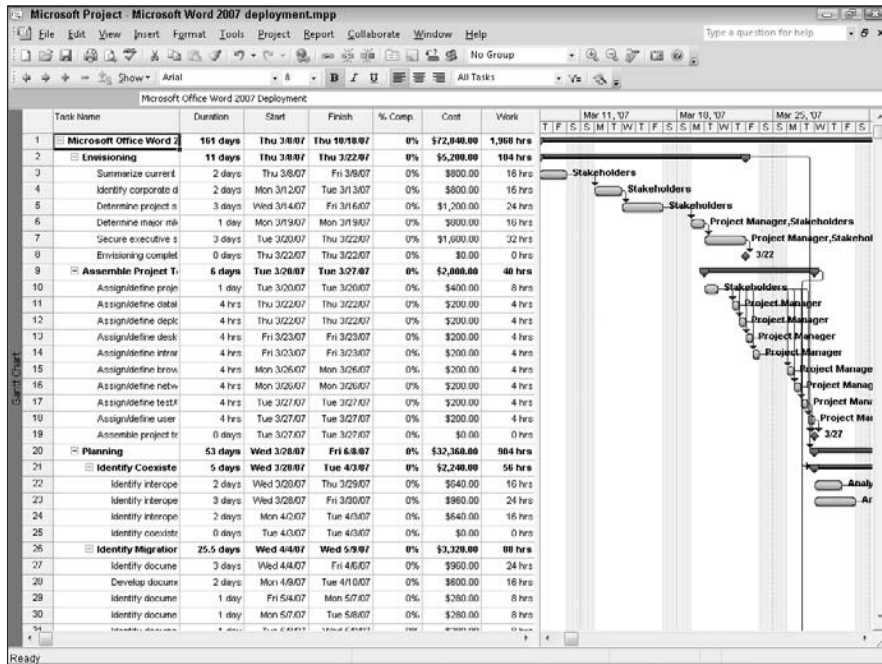 Microsoft Project - Microsoft Word 2007 deployment.mpp
File Edit View Insert Format Tools Project Report Collaborate Window Help Type a question for help
No Group
Show Arial 8 B I U All Tasks
Microsoft Office Word 2007 Deployment
Task Name Duration Start Finish % Comp. Cost Work Mar 11, '07 Mar 18, '07 Mar 25, '07
T F S S M T W T F S S M T W T F S S M T W T F S
1 Microsoft Office Word 2 161 days Thu 3/8/07 Thu 10/18/07 0% $72,040.00 1,960 hrs
2 Envisioning 11 days Thu 3/8/07 Thu 3/22/07 0% $5,200.00 104 hrs
3 Summarize current 2 days Thu 3/8/07 Fri 3/9/07 0% $800.00 16 hrs Stakeholders
4 Identify corporate d 2 days Mon 3/12/07 Tue 3/13/07 0% $800.00 16 hrs Stakeholders
5 Determine project s 3 days Wed 3/14/07 Fri 3/16/07 0% $1,200.00 24 hrs Stakeholders
6 Determine major mil 1 day Mon 3/19/07 Mon 3/19/07 0% $800.00 16 hrs Project Manager,Stakeholders
7 Secure executive s 3 days Tue 3/20/07 Thu 3/22/07 0% $1,600.00 32 hrs Project Manager,Stakehol
8 Envisioning complet 0 days Thu 3/22/07 Thu 3/22/07 0% $0.00 0 hrs 3/22
9 Assemble Project T 6 days Tue 3/20/07 Tue 3/27/07 0% $2,000.00 40 hrs
10 Assign/define proje 1 day Tue 3/20/07 Tue 3/20/07 0% $400.00 8 hrs Stakeholders
11 Assign/define datal 4 hrs Thu 3/22/07 Thu 3/22/07 0% $200.00 4 hrs Project Manager
12 Assign/define deplc 4 hrs Thu 3/22/07 Thu 3/22/07 0% $200.00 4 hrs Project Manager
13 Assign/define desk 4 hrs Fri 3/23/07 Fri 3/23/07 0% $200.00 4 hrs Project Manager
14 Assign/define intrar 4 hrs Fri 3/23/07 Fri 3/23/07 0% $200.00 4 hrs Project Manager
15 Assign/define brow 4 hrs Mon 3/26/07 Mon 3/26/07 0% $200.00 4 hrs Project Manage
16 Assign/define netw 4 hrs Mon 3/26/07 Mon 3/26/07 0% $200.00 4 hrs Project Manag
17 Assign/define test/ 4 hrs Tue 3/27/07 Tue 3/27/07 0% $200.00 4 hrs Project Mana
18 Assign/define user 4 hrs Tue 3/27/07 Tue 3/27/07 0% $200.00 4 hrs Project Ma
19 Assemble project te 0 days Tue 3/27/07 Tue 3/27/07 0% $0.00 0 hrs 3/27
20 Planning 53 days Wed 3/28/07 Fri 6/8/07 0% $32,360.00 904 hrs
21 Identify Coexiste 5 days Wed 3/28/07 Tue 4/3/07 0% $2,240.00 56 hrs
22 Identify interope 2 days Wed 3/28/07 Thu 3/29/07 0% $640.00 16 hrs Analy
23 Identify interope 3 days Wed 3/28/07 Fri 3/30/07 0% $960.00 24 hrs Ar
24 Identify interope 2 days Mon 4/2/07 Tue 4/3/07 0% $640.00 16 hrs
25 Identify coexiste 0 days Tue 4/3/07 Tue 4/3/07 0% $0.00 0 hrs
26 Identify Migration 25.5 days Wed 4/4/07 Wed 5/9/07 0% $3,320.00 88 hrs
27 Identify docume 3 days Wed 4/4/07 Fri 4/6/07 0% $960.00 24 hrs
28 Develop docume 2 days Mon 4/9/07 Tue 4/10/07 0% $600.00 16 hrs
29 Identify docume 1 day Fri 5/4/07 Mon 5/7/07 0% $280.00 8 hrs
30 Identify docume 1 day Mon 5/7/07 Tue 5/8/07 0% $280.00 8 hrs
Gantt Chart
Ready